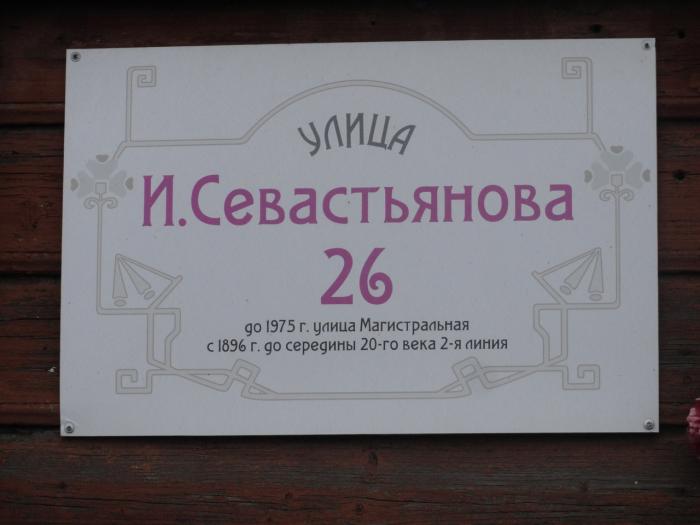 УЛИЦА
И.Севастьянова
26
до 1975 г. улица Магистральная
с 1896 г. до середины 20-го века 2-я линия